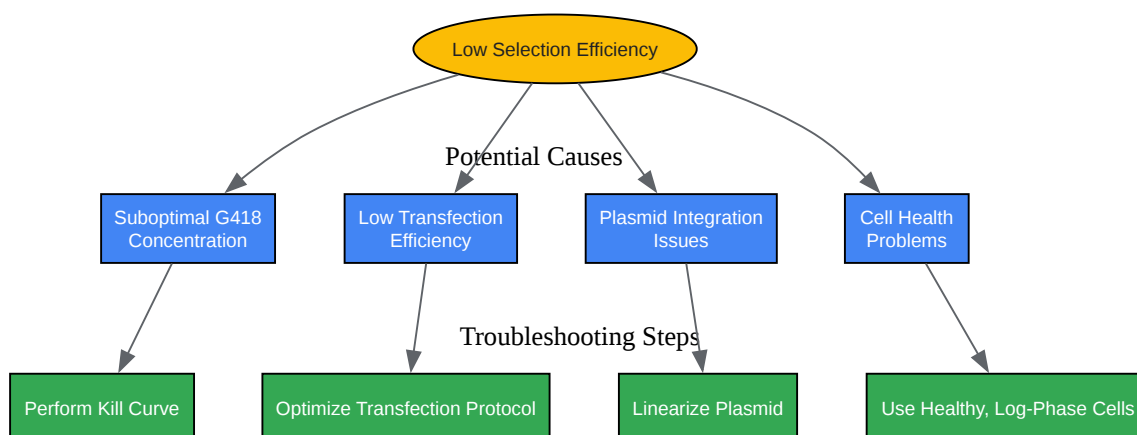 Low Selection Efficiency
Potential Causes
Suboptimal G418
Concentration
Low Transfection
Efficiency
Plasmid Integration
Issues
Cell Health
Problems
Troubleshooting Steps
Perform Kill Curve
Optimize Transfection Protocol
Linearize Plasmid
Use Healthy, Log-Phase Cells